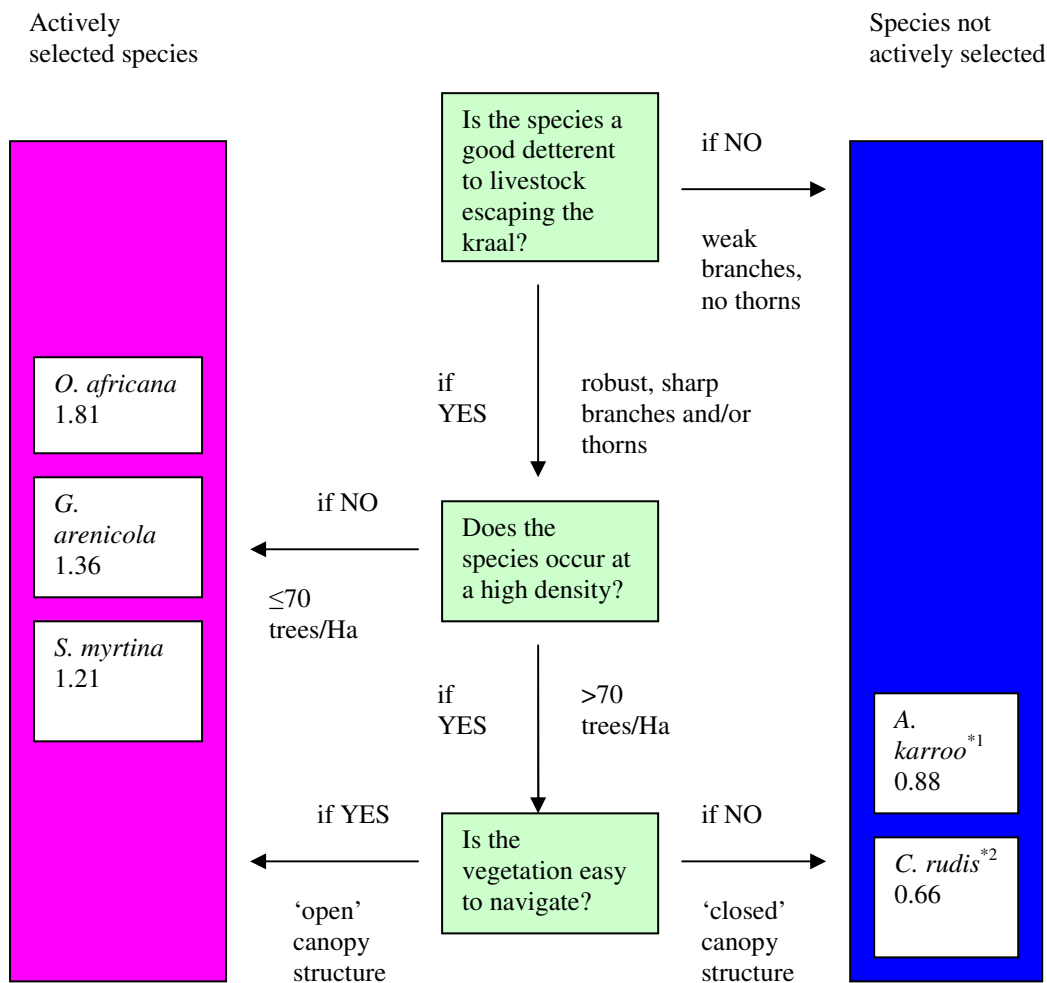 Actively
selected species
Species not
actively selected
Is the species a
good detterent
to livestock
escaping the
kraal?
if NO
weak
branches,
no thorns
if
YES
robust, sharp
branches and/or
thorns
O. africana
1.81
G.
arenicola
1.36
S. myrtina
1.21
if NO
≤70
trees/Ha
Does the
species occur at
a high density?
if
YES
>70
trees/Ha
A.
karroo*1
0.88
C. rudis*2
0.66
if YES
'open'
canopy
structure
Is the
vegetation easy
to navigate?
if NO
'closed'
canopy
structure